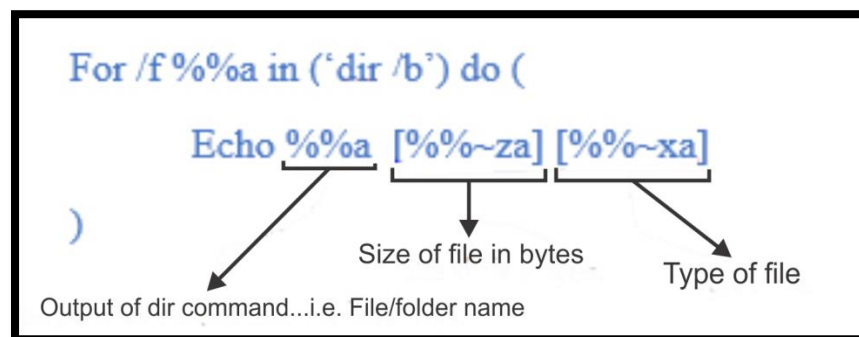 For /f %%a in (‘dir /b’) do (
Echo %%a [%%~za] [%%~xa]
)
Size of file in bytes
Type of file
Output of dir command...i.e. File/folder name